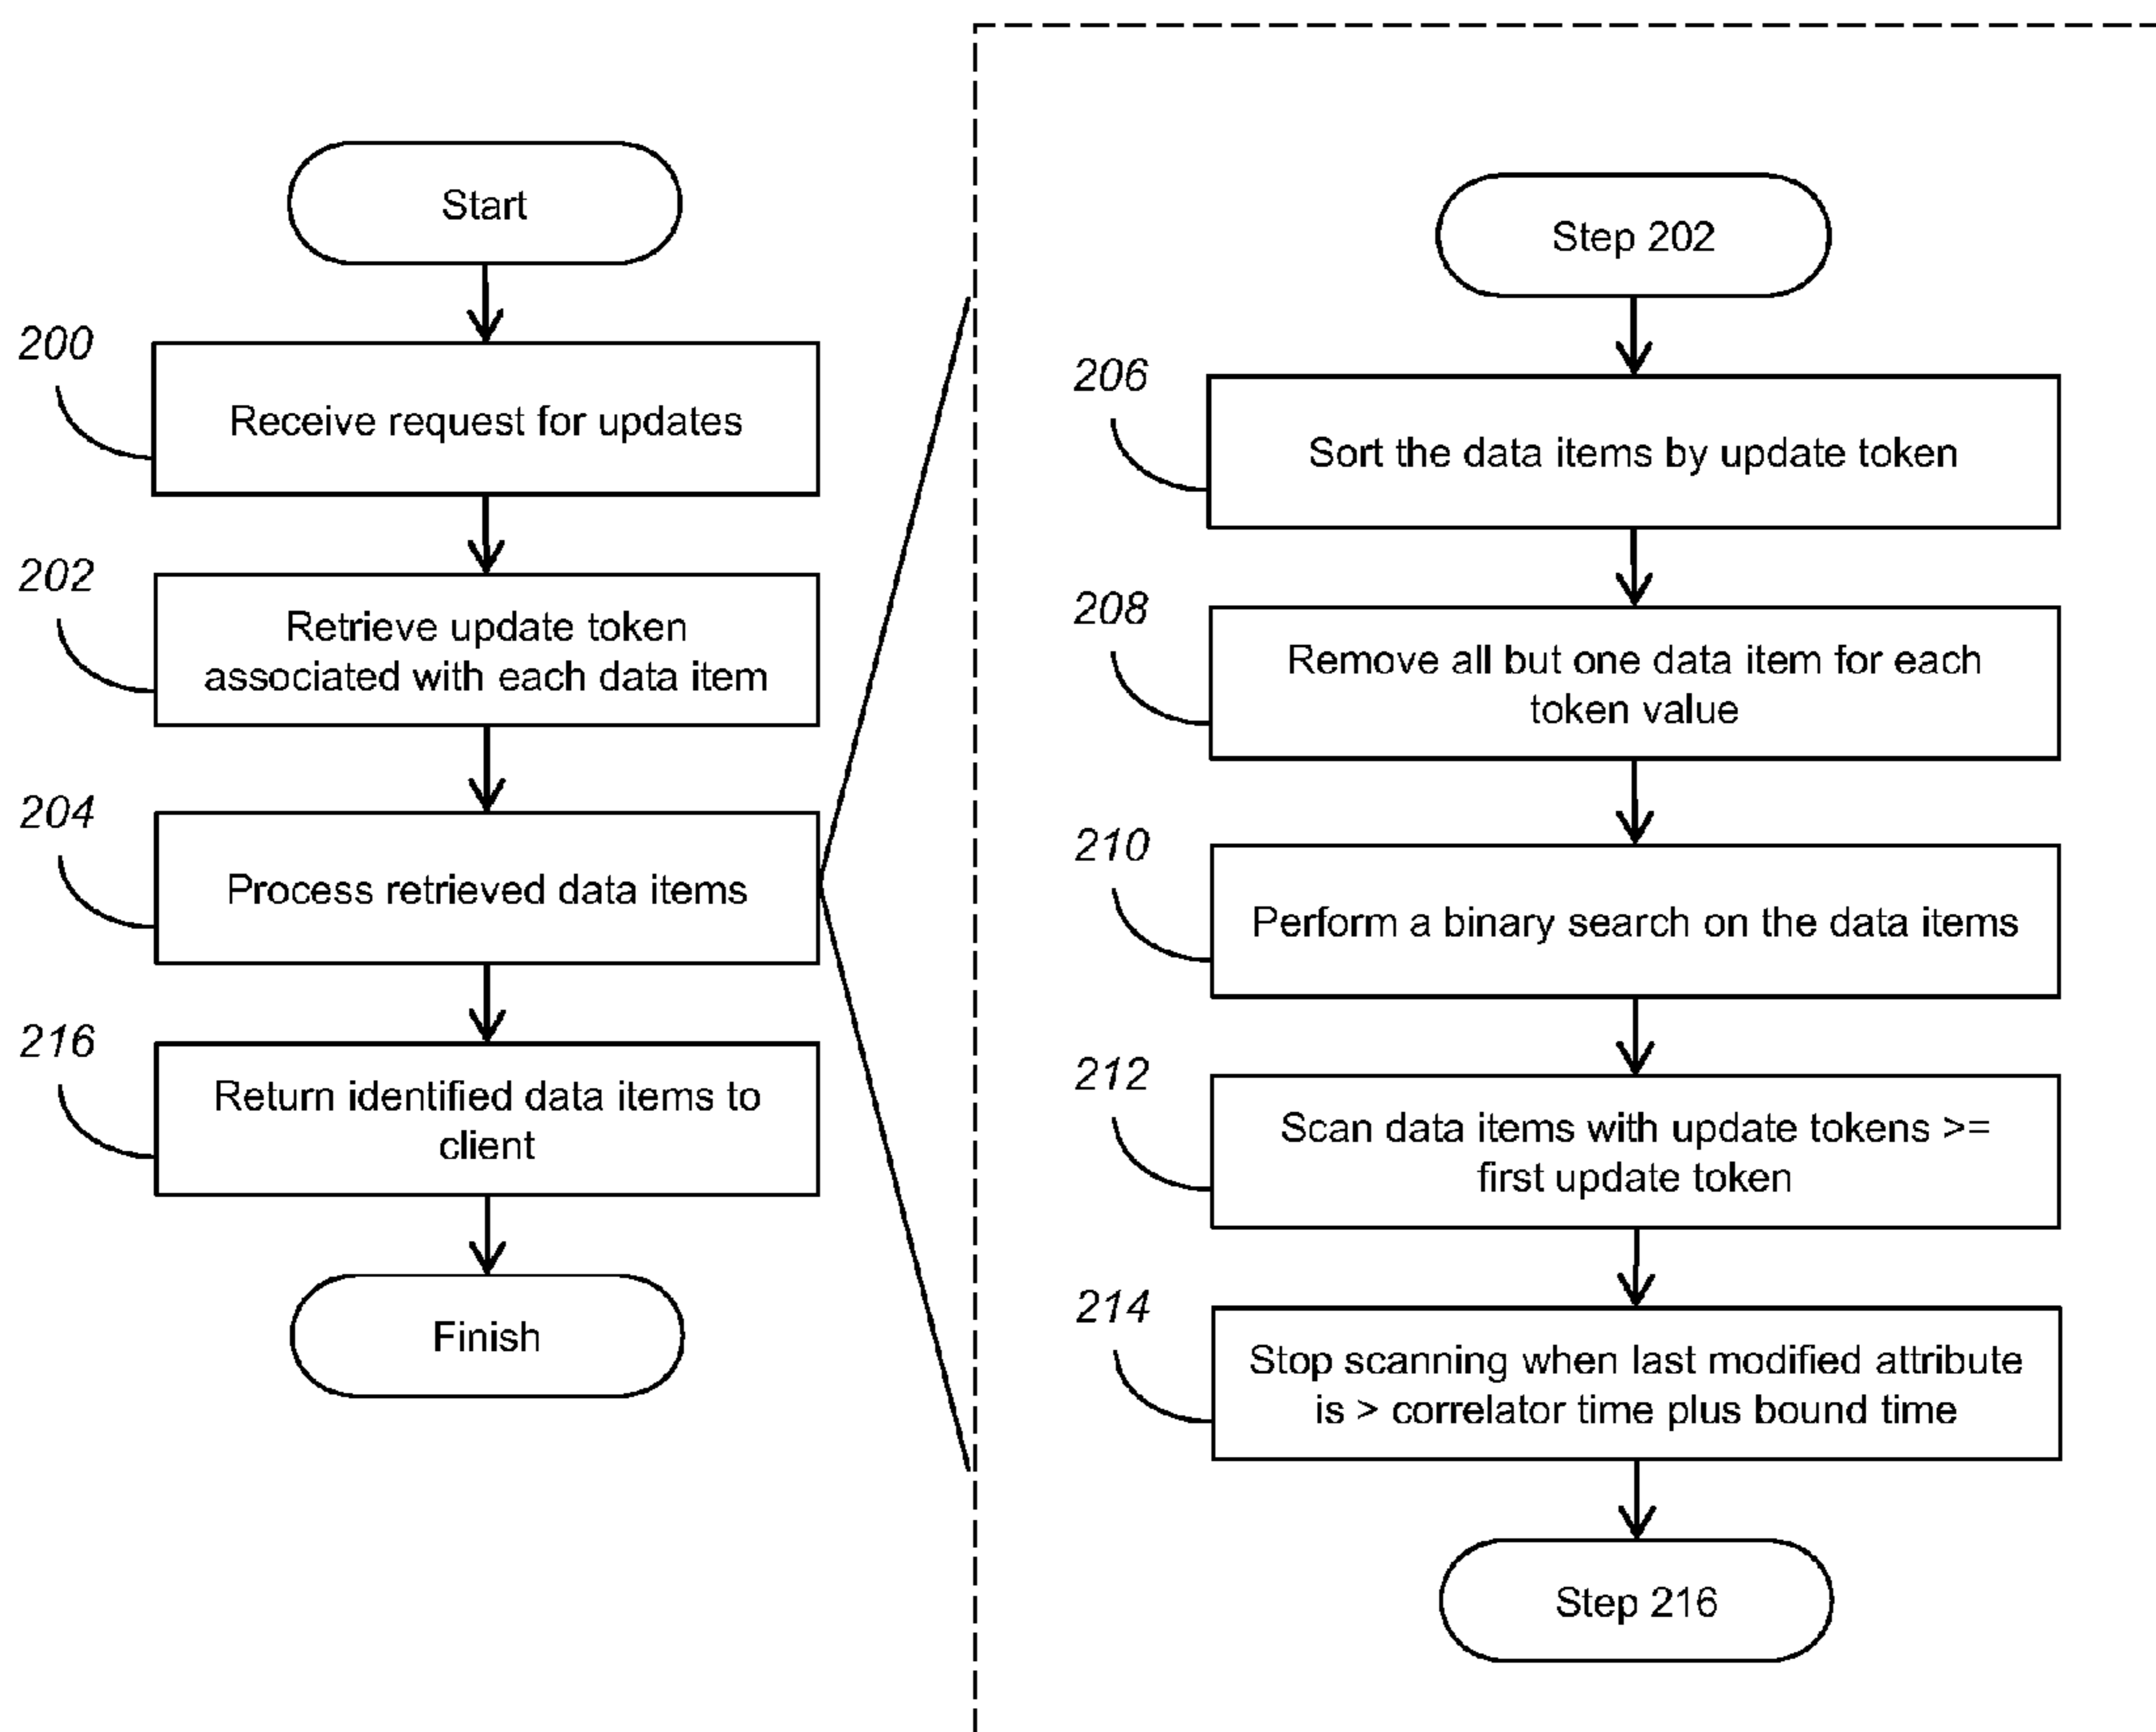 Start
200
Receive request for updates
202
Retrieve update token
associated with each data item
204
Process retrieved data items
216
Return identified data items to
client
Finish
Step 202
206
Sort the data items by update token
208
Remove all but one data item for each
token value
210
Perform a binary search on the data items
212
Scan data items with update tokens >=
first update token
214
Stop scanning when last modified attribute
is > correlator time plus bound time
Step 216